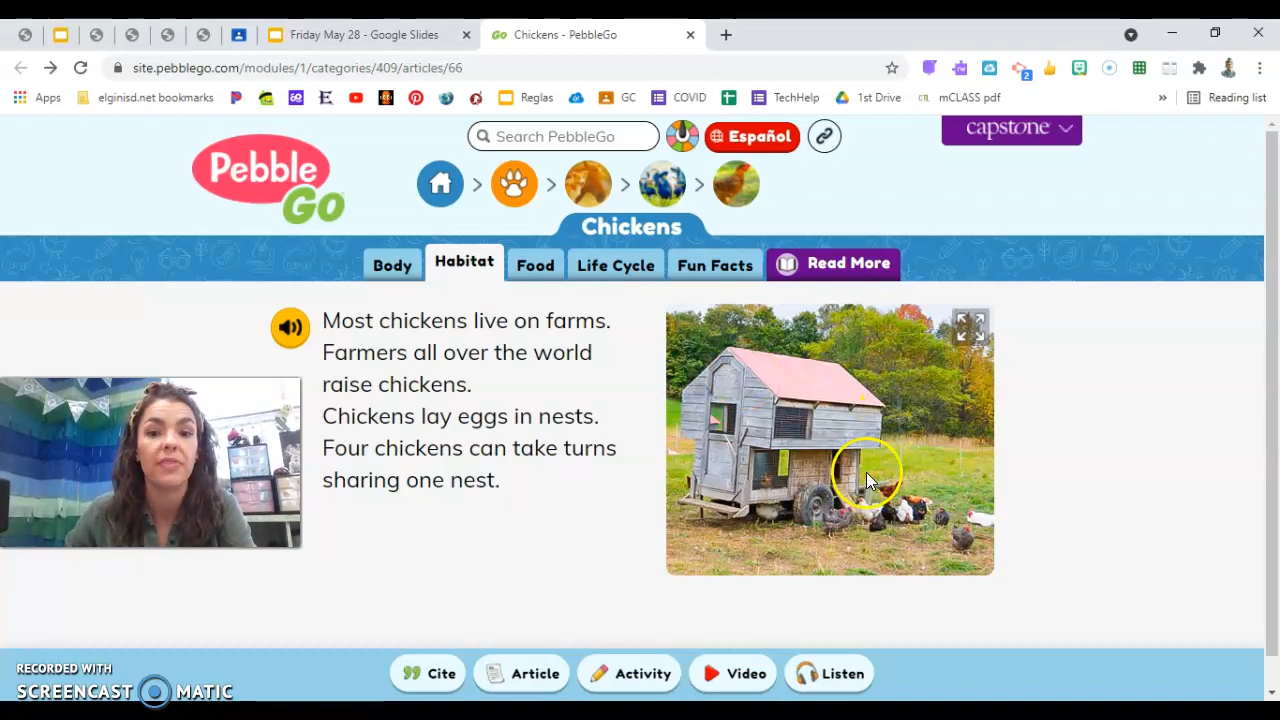 Friday May 28 - Google Slides
Chickens - PebbleGo
site.pebblego.com/modules/1/categories/409/articles/66
2
Apps
elginisd.net bookmarks
Reglas
GC
COVID
TechHelp
1st Drive
mCLASS pdf
»
Reading list
Pebble
Go
Search PebbleGo
Español
capstone
Chickens
Body
Habitat
Food
Life Cycle
Fun Facts
Read More
Most chickens live on farms.
Farmers all over the world
raise chickens.
Chickens lay eggs in nests.
Four chickens can take turns
sharing one nest.
Cite
Article
Activity
Video
Listen
RECORDED WITH
SCREENCAST MATIC